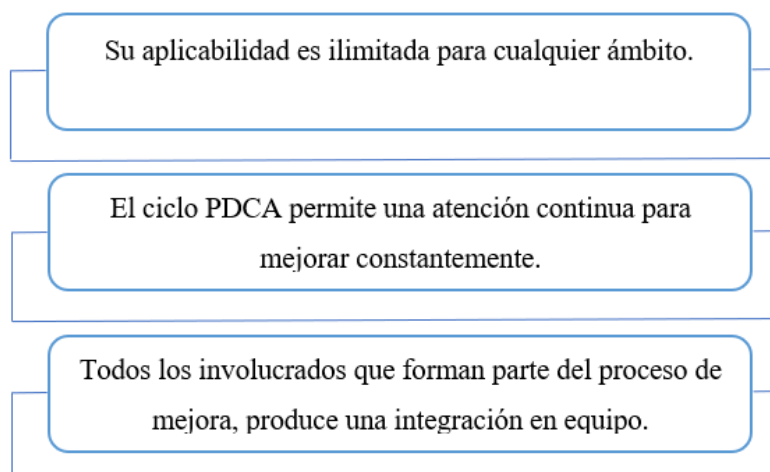 Su aplicabilidad es ilimitada para cualquier ámbito.
El ciclo PDCA permite una atención continua para
mejorar constantemente.
Todos los involucrados que forman parte del proceso de
mejora, produce una integración en equipo.